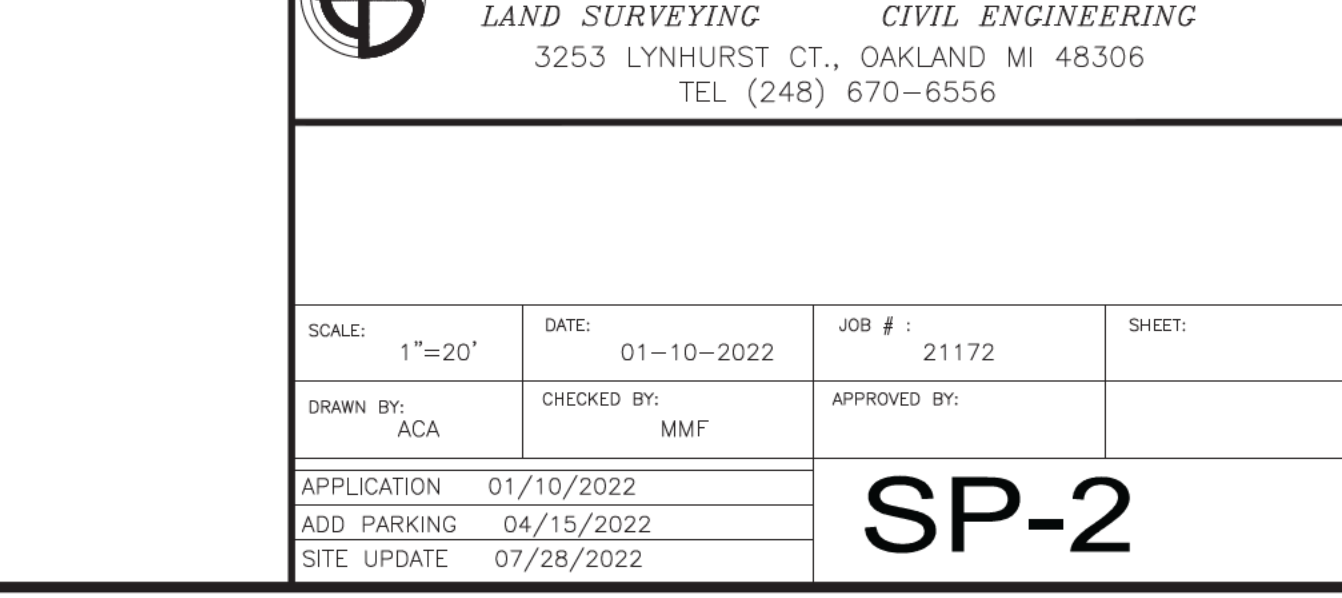 LAND SURVEYING CIVIL ENGINEERING
3253 LYNHURST CT., OAKLAND MI 48306
TEL (248) 670-6556
SCALE: DATE: JOB # : SHEET:
1"=20' 01-10-2022 21172
DRAWN BY: CHECKED BY: APPROVED BY:
ACA MMF
APPLICATION 01/10/2022
ADD PARKING 04/15/2022
SITE UPDATE 07/28/2022
SP-2